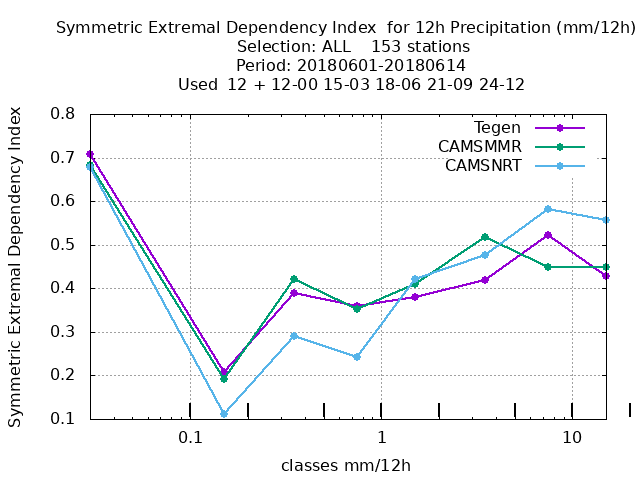 Symmetric Extremal Dependency Index  for 12h Precipitation (mm/12h)
Selection: ALL    153 stations
Period: 20180601-20180614
Used  12 + 12-00 15-03 18-06 21-09 24-12
Symmetric Extremal Dependency Index
0.8
0.7
0.6
0.5
0.4
0.3
0.2
0.1
Tegen
CAMSMMR
CAMSNRT
0.1 1 10
classes mm/12h